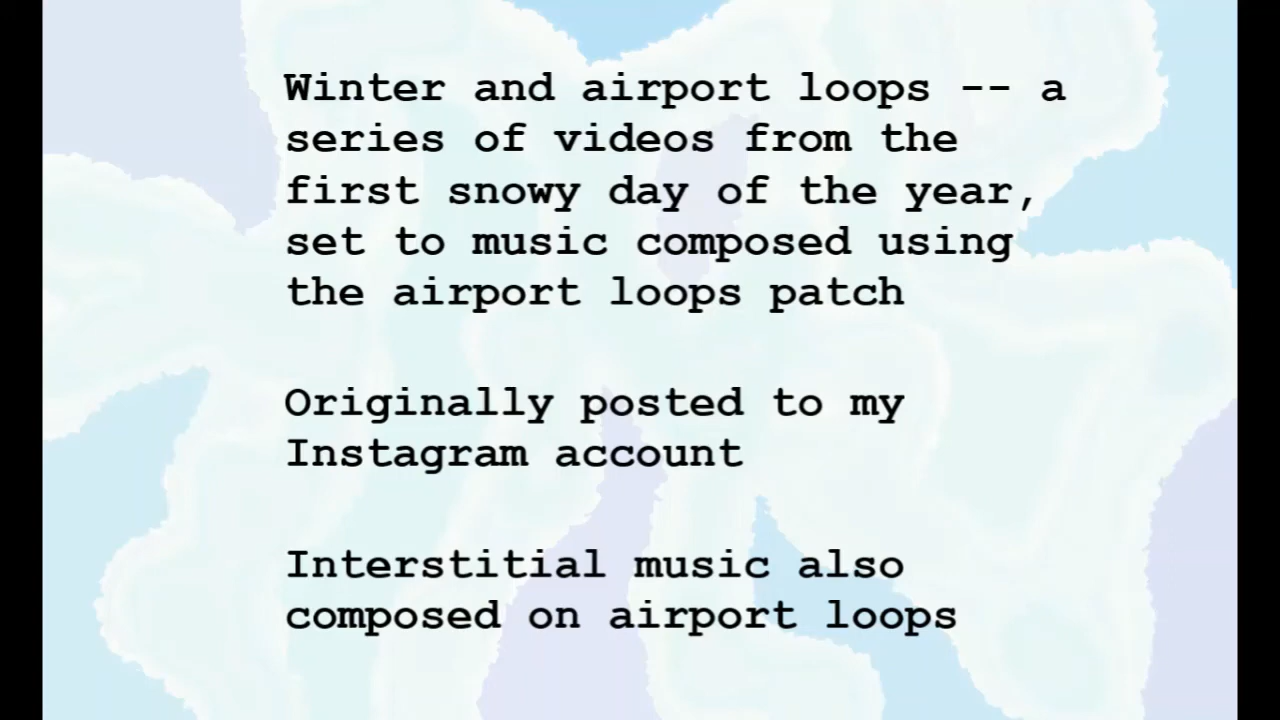 Winter and airport loops -- a
series of videos from the
first snowy day of the year,
set to music composed using
the airport loops patch
Originally posted to my
Instagram account
Interstitial music also
composed on airport loops